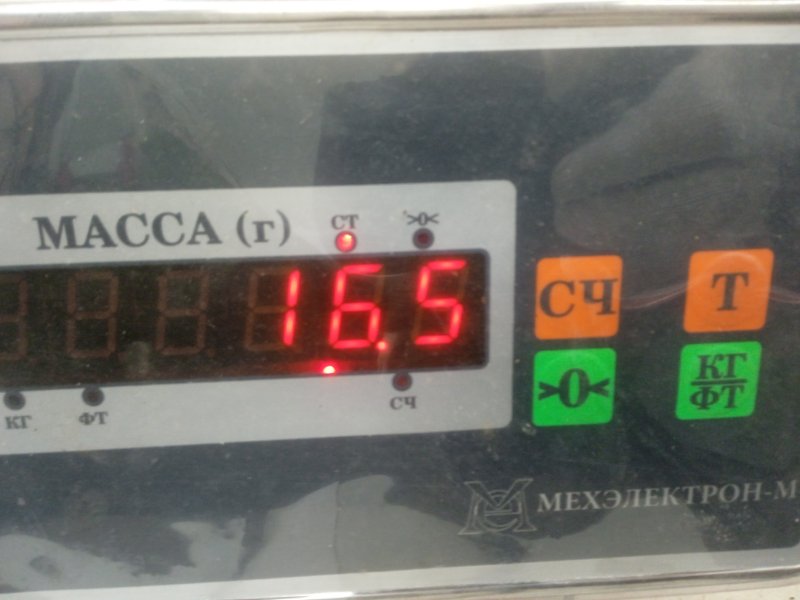 МАССА (г)
СТ
>0<
16.5
КГ
ФТ
СЧ
СЧ
Т
>0<
КГ
ФТ
МЕХЭЛЕКТРОН-М